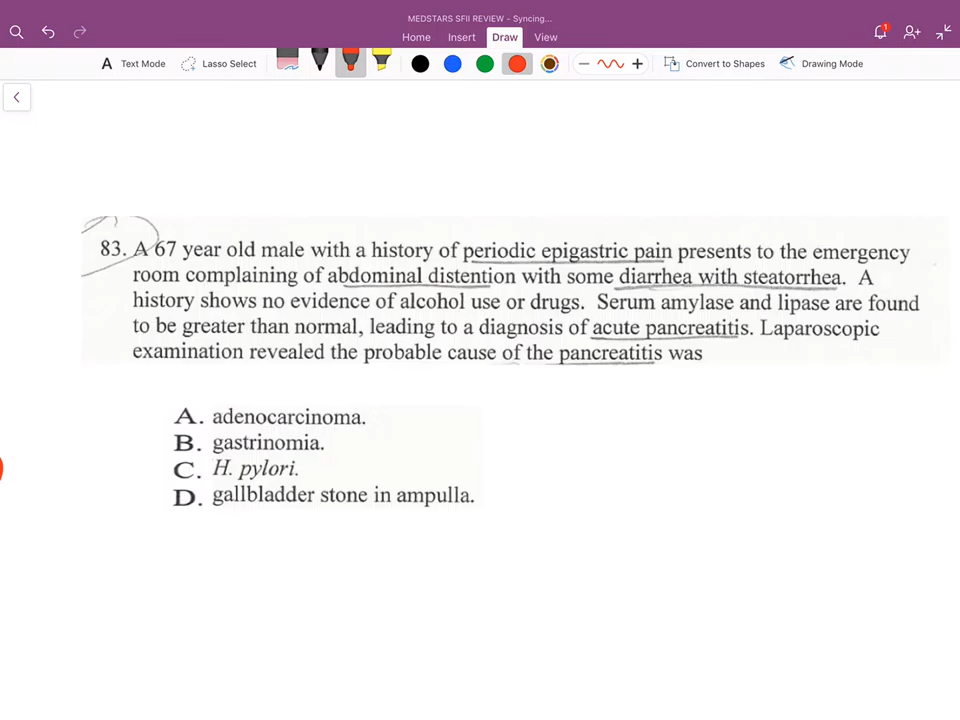 MEDSTARS SFII REVIEW - Syncing...
Home Insert Draw View
1
A Text Mode Lasso Select Convert to Shapes Drawing Mode
83. A 67 year old male with a history of periodic epigastric pain presents to the emergency
room complaining of abdominal distention with some diarrhea with steatorrhea. A
history shows no evidence of alcohol use or drugs. Serum amylase and lipase are found
to be greater than normal, leading to a diagnosis of acute pancreatitis. Laparoscopic
examination revealed the probable cause of the pancreatitis was
A. adenocarcinoma.
B. gastrinomia.
C. H. pylori.
D. gallbladder stone in ampulla.